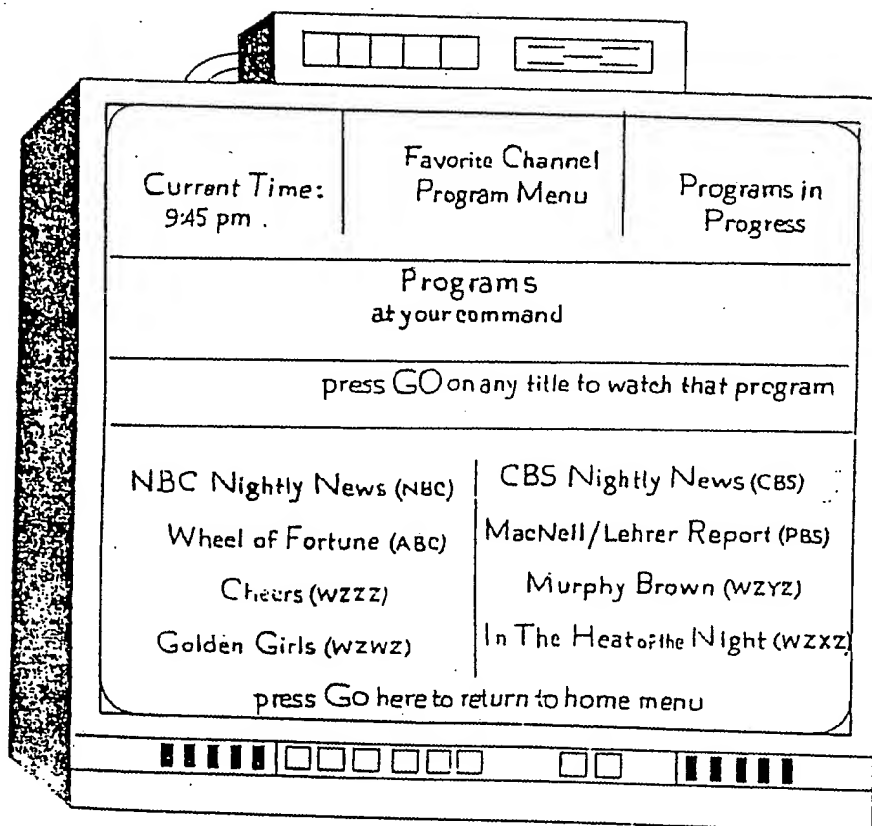 Current Time:
9:45 pm .
Favorite Channel
Program Menu
Programs in
Progress
Programs
at your command
press GO on any title to watch that program
NBC Nightly News (NBC)
Wheel of Fortune (ABC)
Cheers (WZZZ)
Golden Girls (WZWZ)
CBS Nightly News (CBS)
MacNeil/Lehrer Report (PBS)
Murphy Brown (WZYZ)
In The Heat of the Night (WZXZ)
press Go here to return to home menu